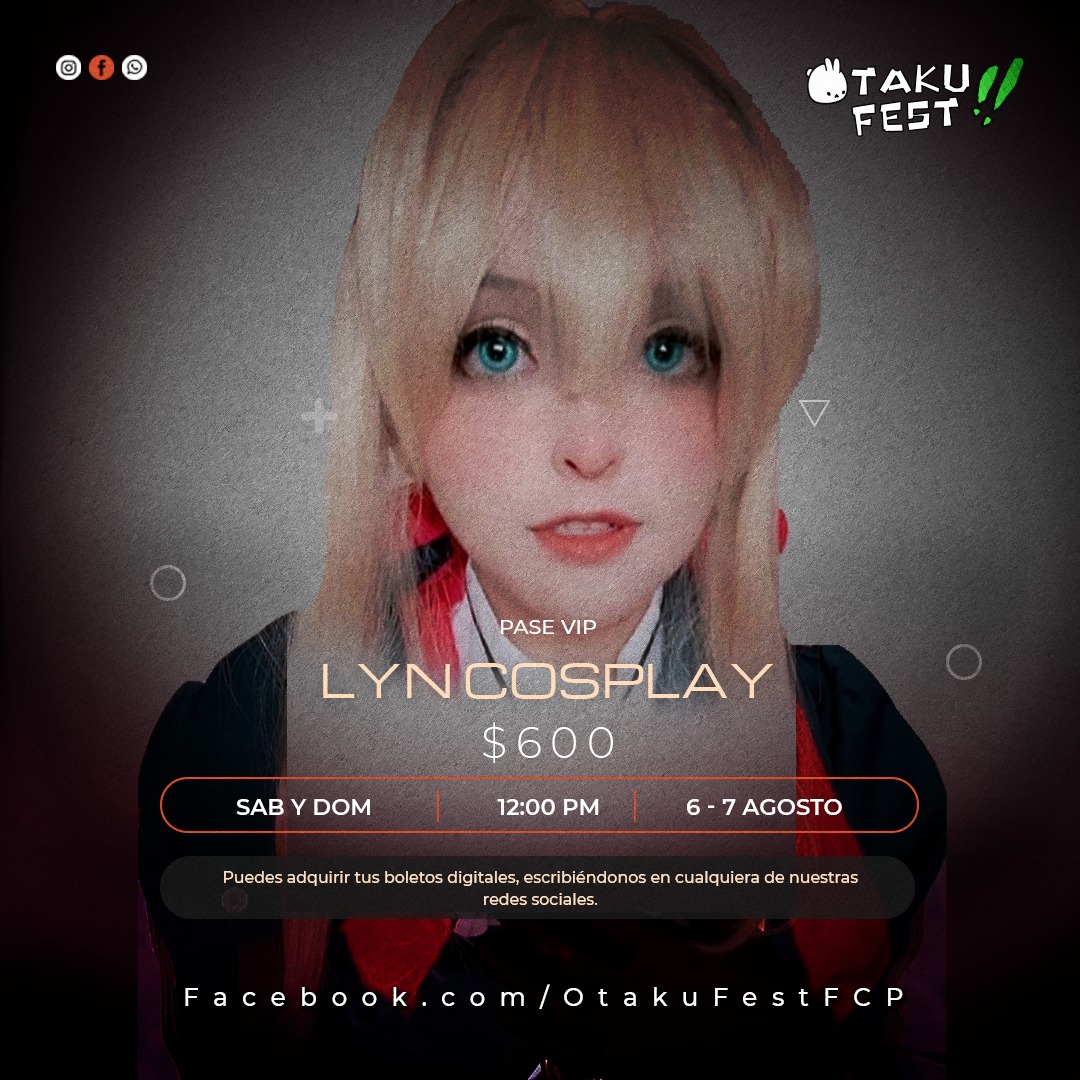 OTAKU
FEST!!
PASE VIP
LYN COSPLAY
$600
SAB Y DOM
12:00 PM
6 - 7 AGOSTO
Puedes adquirir tus boletos digitales, escribiéndonos en cualquiera de nuestras
redes sociales.
Facebook.com/OtakuFestFCP